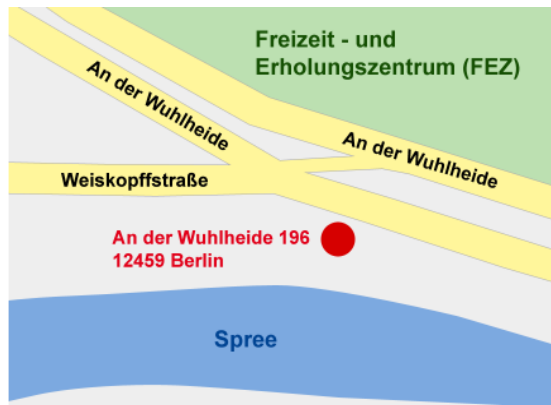 Freizeit - und
Erholungszentrum (FEZ)
An der Wuhlheide
An der Wuhlheide
Weiskopffstraße
An der Wuhlheide 196
12459 Berlin
Spree